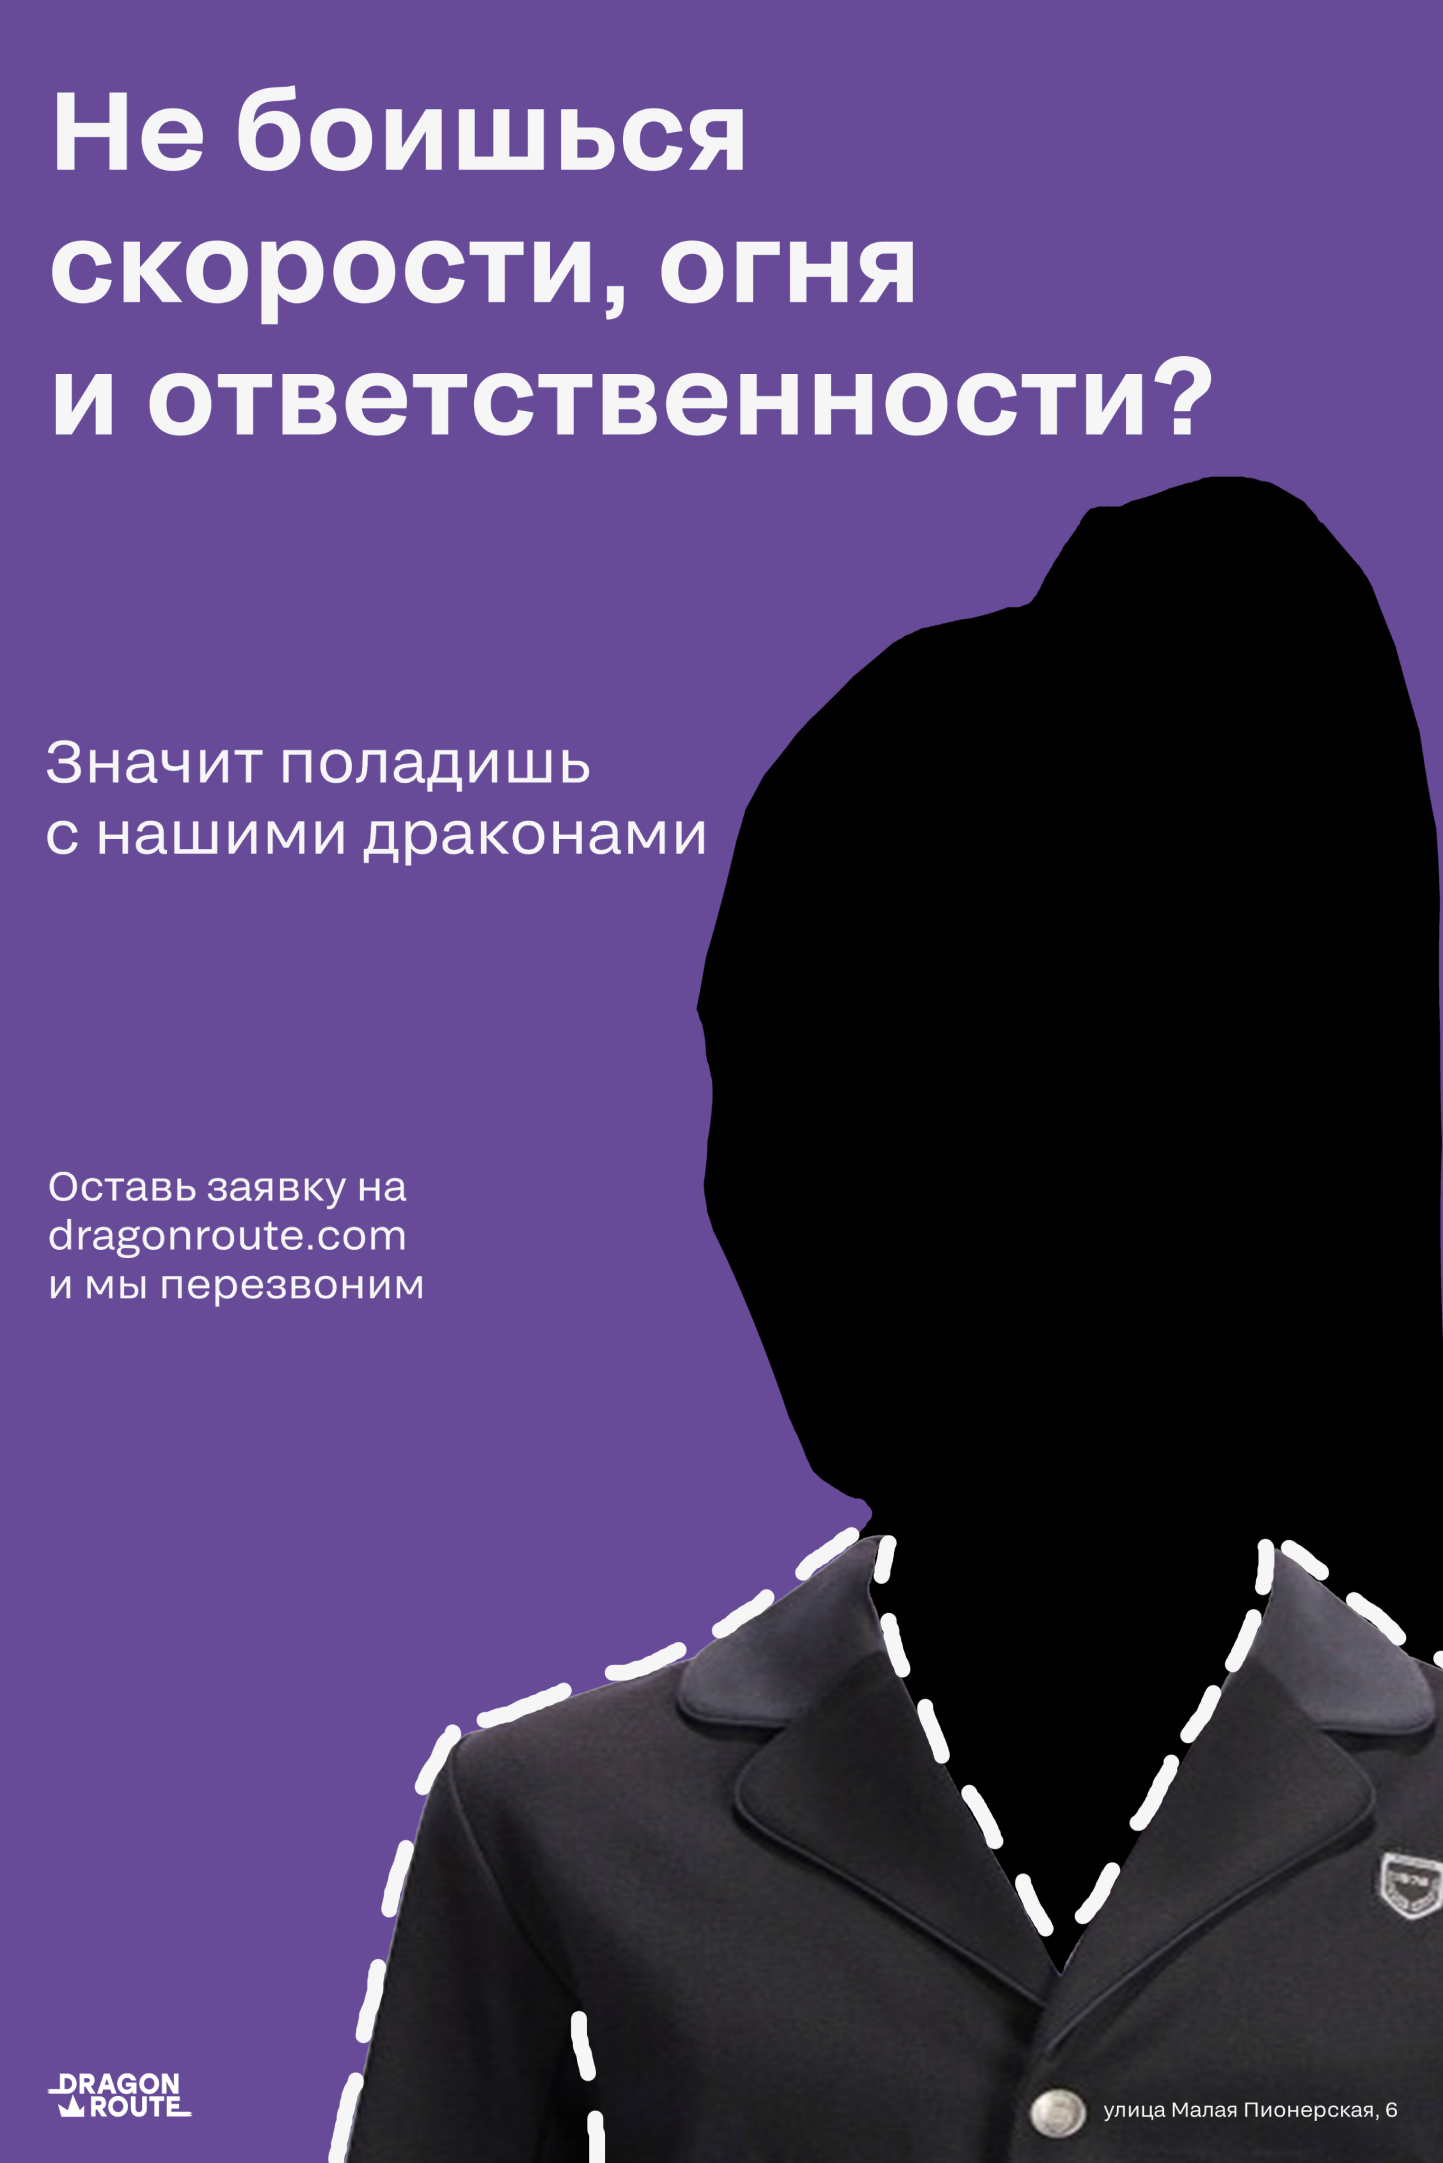 Не боишься
скорости, огня
и ответственности?
Значит поладишь
с нашими драконами
Оставь заявку на
dragonroute.com
и мы перезвоним
DRAGON
ROUTE
улица Малая Пионерская, 6